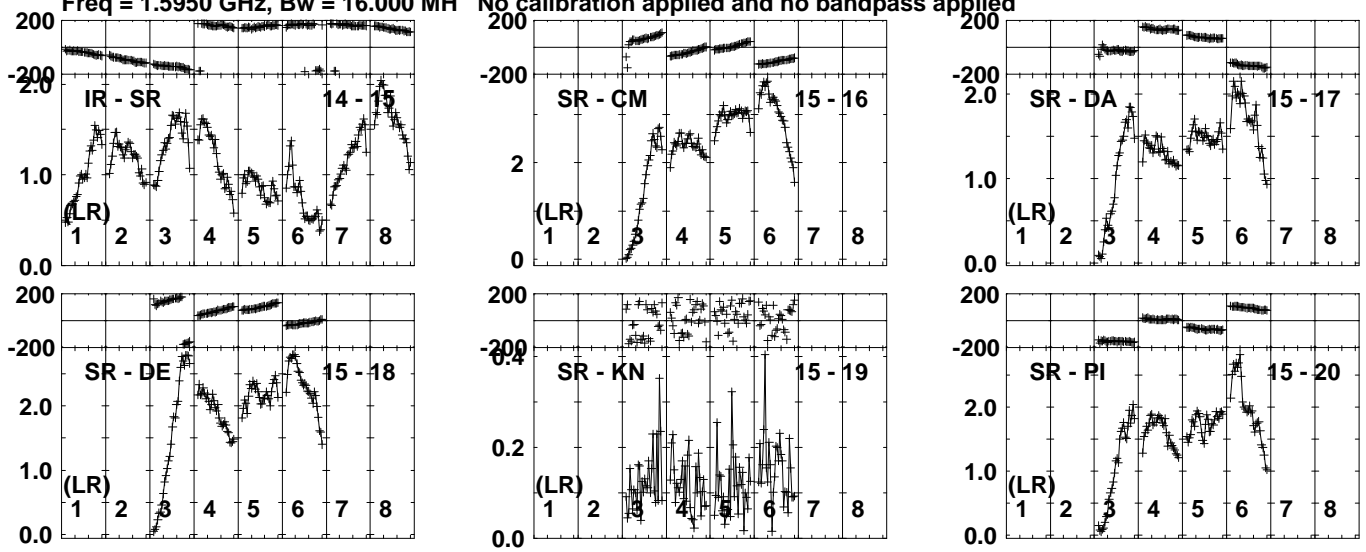 Freq = 1.5950 GHz, Bw = 16.000 MH No calibration applied and no bandpass applied
200
-200
2.0
1.0
0.0
IR - SR 14 - 15
(LR)
1 2 3 4 5 6 7 8
200
-200
2
0
SR - CM 15 - 16
(LR)
1 2 3 4 5 6 7 8
200
-200
2.0
1.0
0.0
SR - DA 15 - 17
(LR)
1 2 3 4 5 6 7 8
200
-200
2.0
1.0
0.0
SR - DE 15 - 18
(LR)
1 2 3 4 5 6 7 8
200
-200
0.4
0.2
0.0
SR - KN 15 - 19
(LR)
1 2 3 4 5 6 7 8
200
-200
2.0
1.0
0.0
SR - PI 15 - 20
(LR)
1 2 3 4 5 6 7 8